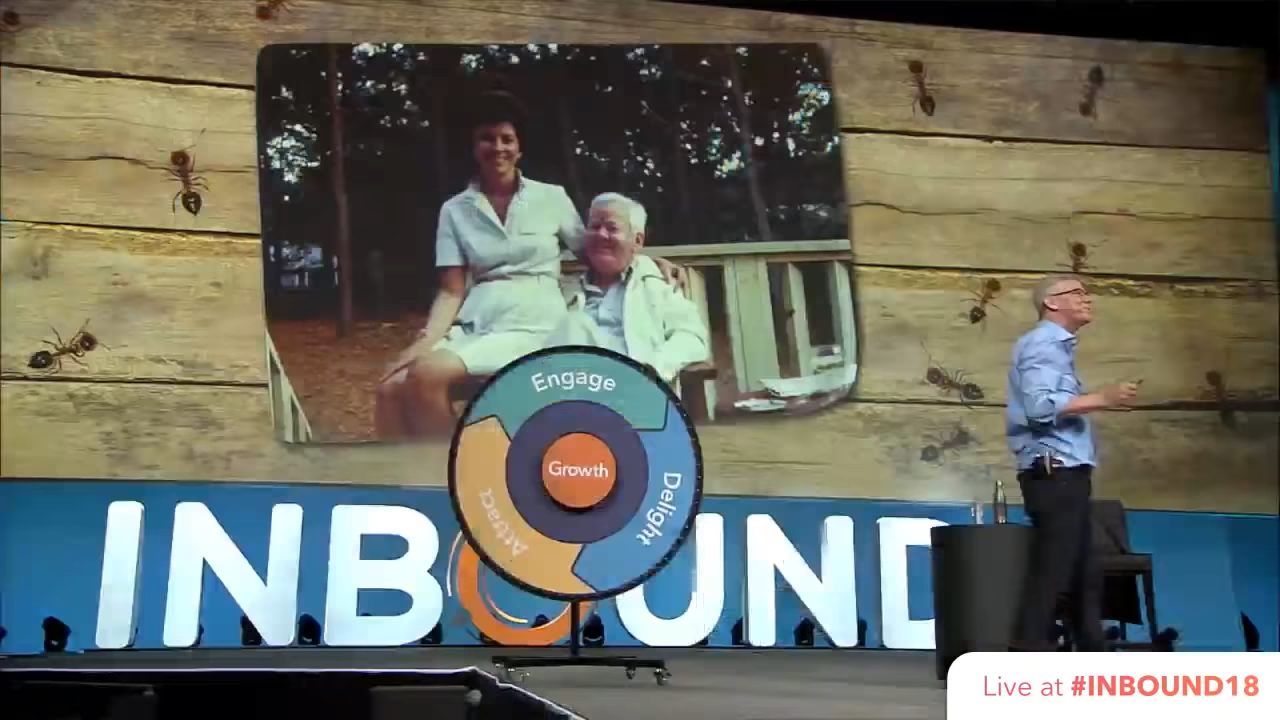 Engage
Growth
Delight
Attract
INBOUND
Live at #INBOUND18